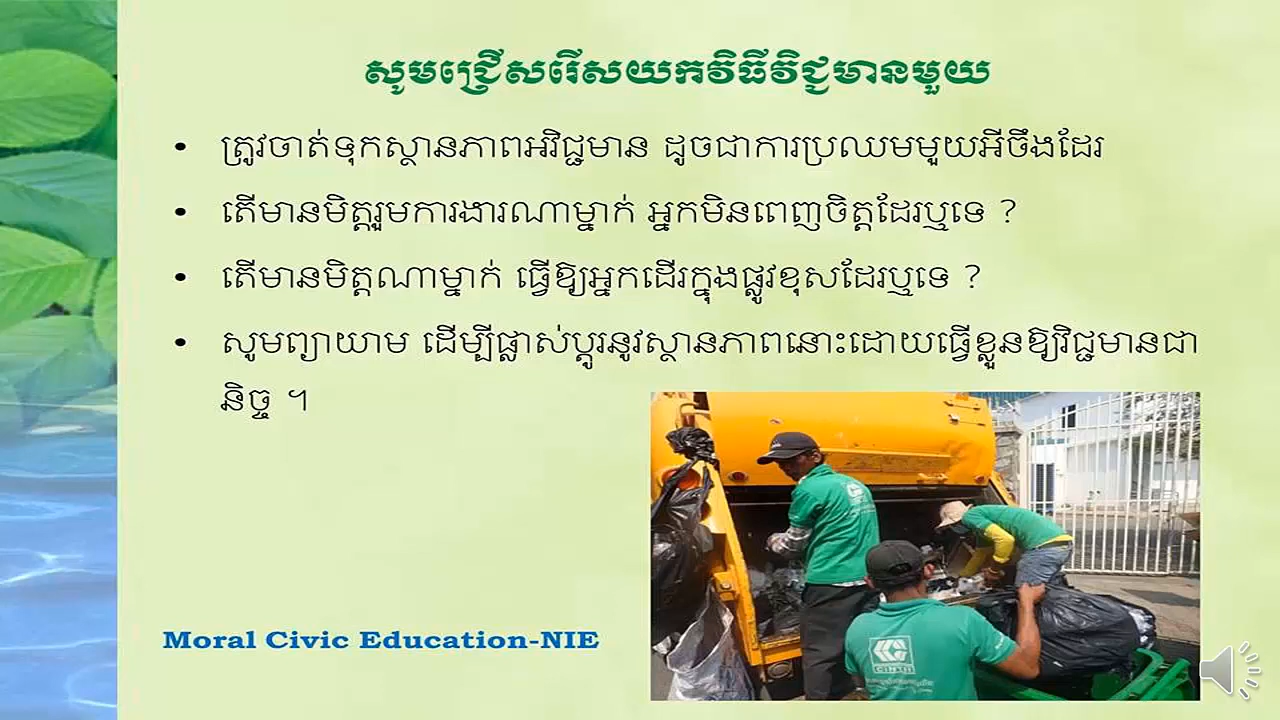 សូមជ្រើសរើសយកវិធីវិជ្ជមានមួយ
• ត្រូវចាត់ទុកស្ថានភាពអវិជ្ជមាន ដូចជាការប្រឈមមួយអីចឹងដែរ
• តើមានមិត្តរួមការងារណាម្នាក់ អ្នកមិនពេញចិត្តដែរឬទេ ?
• តើមានមិត្តណាម្នាក់ ធ្វើឱ្យអ្នកដើរក្នុងផ្លូវខុសដែរឬទេ ?
• សូមព្យាយាម ដើម្បីផ្លាស់ប្តូរនូវស្ថានភាពនោះដោយធ្វើខ្លួនឱ្យវិជ្ជមានជា
និច្ច ។
Moral Civic Education-NIE
CINTRI